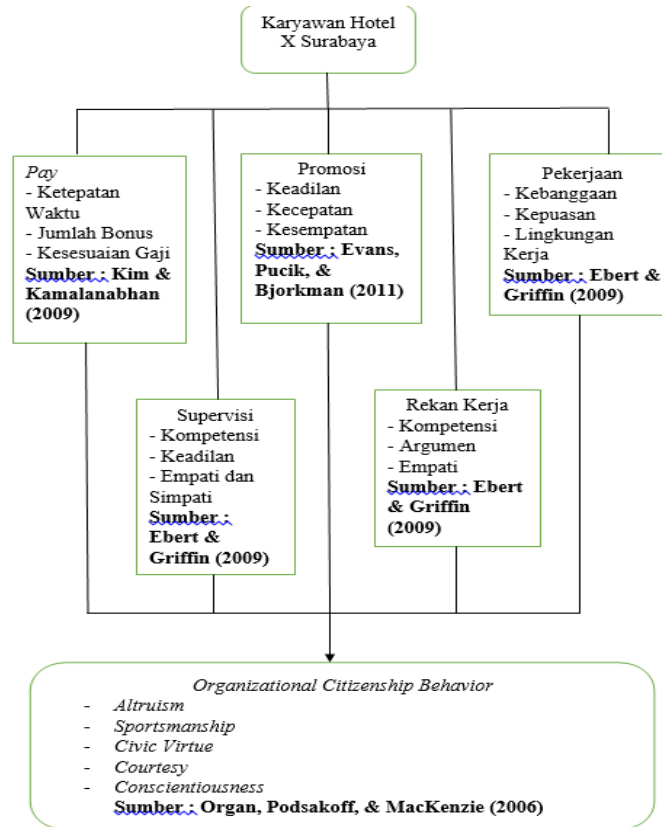 Karyawan Hotel
X Surabaya
Pay
- Ketepatan
Waktu
- Jumlah Bonus
- Kesesuaian Gaji
Sumber : Kim &
Kamalanabhan
(2009)
Promosi
- Keadilan
- Kecepatan
- Kesempatan
Sumber : Evans,
Pucik, &
Bjorkman (2011)
Pekerjaan
- Kebanggaan
- Kepuasan
- Lingkungan
Kerja
Sumber : Ebert &
Griffin (2009)
Supervisi
- Kompetensi
- Keadilan
- Empati dan
Simpati
Sumber :
Ebert &
Griffin (2009)
Rekan Kerja
- Kompetensi
- Argumen
- Empati
Sumber : Ebert
& Griffin
(2009)
Organizational Citizenship Behavior
- Altruism
- Sportsmanship
- Civic Virtue
- Courtesy
- Conscientiousness
Sumber : Organ, Podsakoff, & MacKenzie (2006)